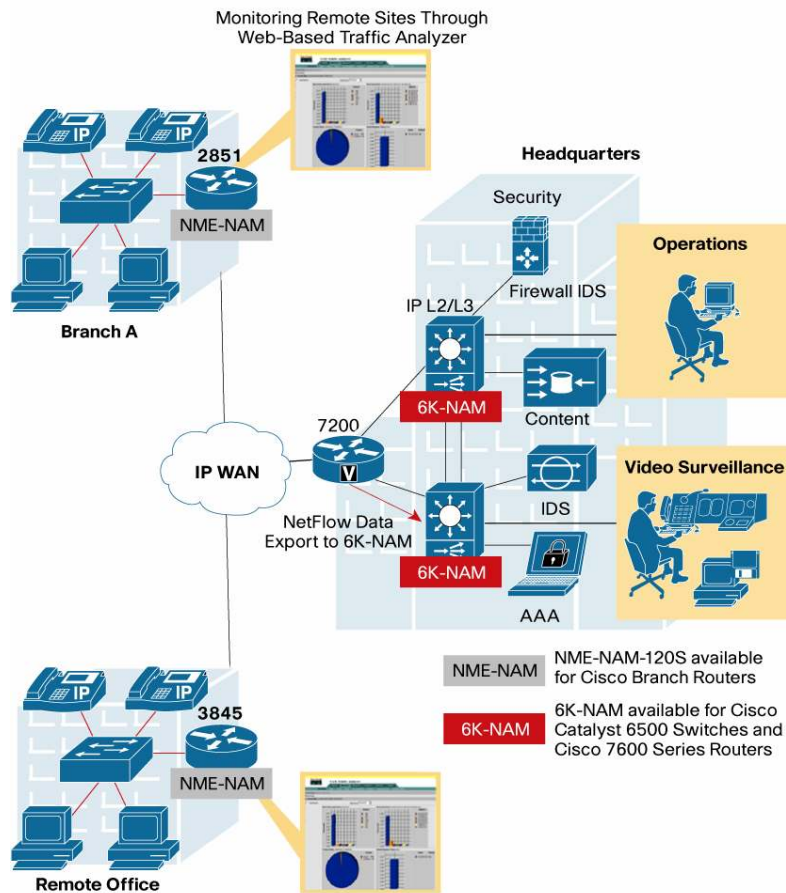 Monitoring Remote Sites Through
Web-Based Traffic Analyzer
IP
IP
2851
NME-NAM
Branch A
Headquarters
Security
Firewall IDS
IP L2/L3
6K-NAM
Content
Operations
7200
IP WAN
V
NetFlow Data
Export to 6K-NAM
6K-NAM
IDS
AAA
Video Surveillance
IP
IP
3845
NME-NAM
Remote Office
NME-NAM
NME-NAM-120S available
for Cisco Branch Routers
6K-NAM
6K-NAM available for Cisco
Catalyst 6500 Switches and
Cisco 7600 Series Routers